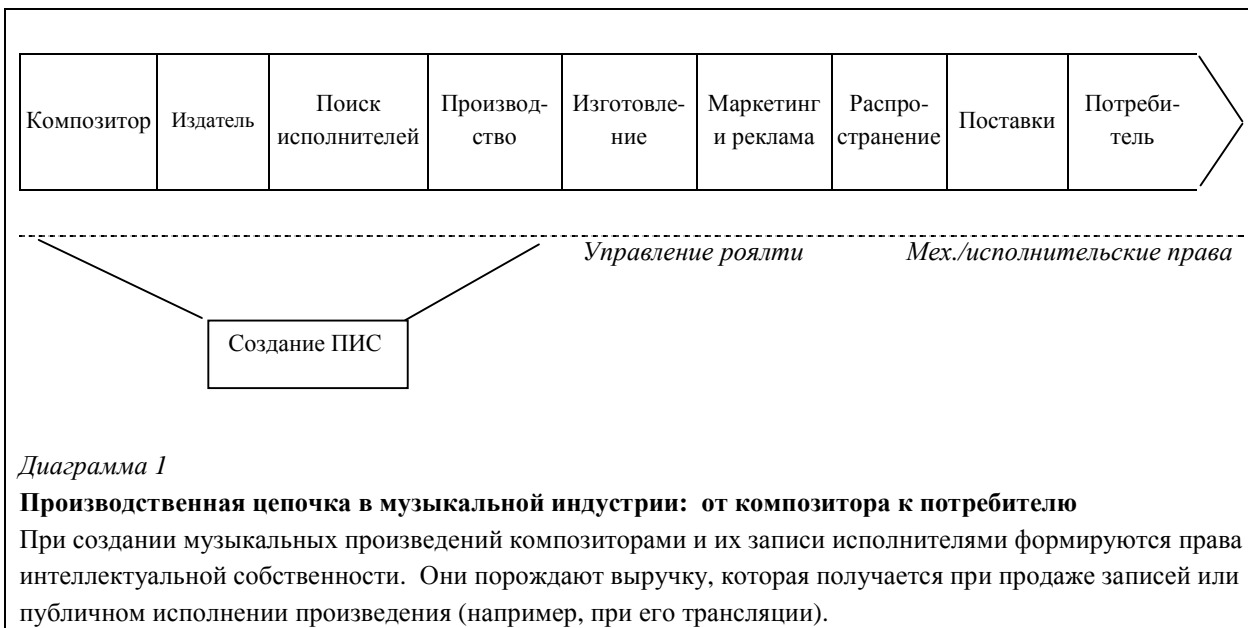 Композитор
Издатель
Поиск
исполнителей
Производ-
ство
Изготовле-
ние
Маркетинг
и реклама
Распро-
странение
Поставки
Потреби-
тель
Управление роялти
Мех./исполнительские права
Создание ПИС
Диаграмма 1
Производственная цепочка в музыкальной индустрии: от композитора к потребителю
При создании музыкальных произведений композиторами и их записи исполнителями формируются права
интеллектуальной собственности. Они порождают выручку, которая получается при продаже записей или
публичном исполнении произведения (например, при его трансляции).